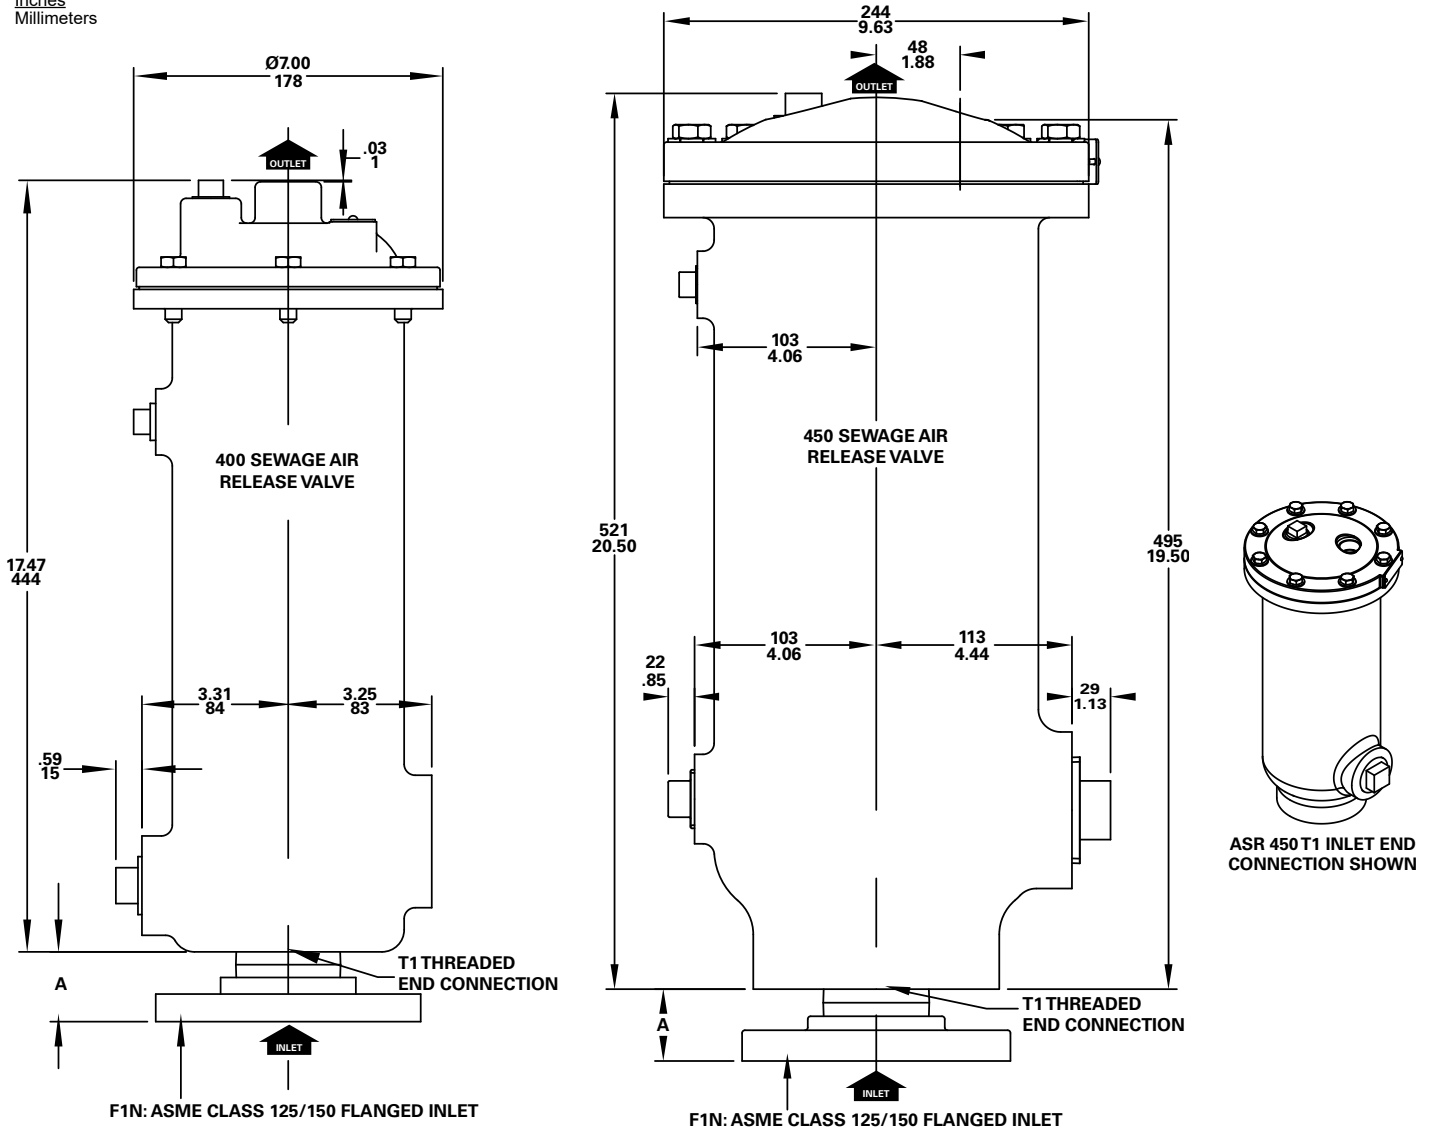 Inches
Millimeters
Ø7.00
178
OUTLET
.03
1
17.47
444
400 SEWAGE AIR
RELEASE VALVE
3.31
84
3.25
83
.59
15
A
T1 THREADED
END CONNECTION
INLET
F1N: ASME CLASS 125/150 FLANGED INLET
244
9.63
48
1.88
OUTLET
103
4.06
450 SEWAGE AIR
RELEASE VALVE
521
20.50
495
19.50
103
4.06
113
4.44
22
.85
29
1.13
A
T1 THREADED
END CONNECTION
INLET
F1N: ASME CLASS 125/150 FLANGED INLET
ASR 450 T1 INLET END
CONNECTION SHOWN